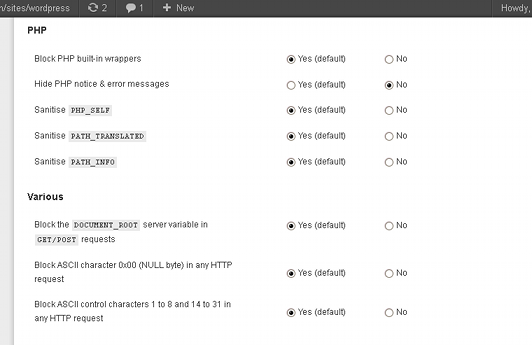 n/sites/wordpress 2 1 New Howdy,
PHP
Block PHP built-in wrappers Yes (default) No
Hide PHP notice & error messages Yes (default) No
Sanitise PHP_SELF Yes (default) No
Sanitise PATH_TRANSLATED Yes (default) No
Sanitise PATH_INFO Yes (default) No
Various
Block the DOCUMENT_ROOT server variable in Yes (default) No
GET/POST requests
Block ASCII character 0x00 (NULL byte) in any HTTP Yes (default) No
request
Block ASCII control characters 1 to 8 and 14 to 31 in Yes (default) No
any HTTP request